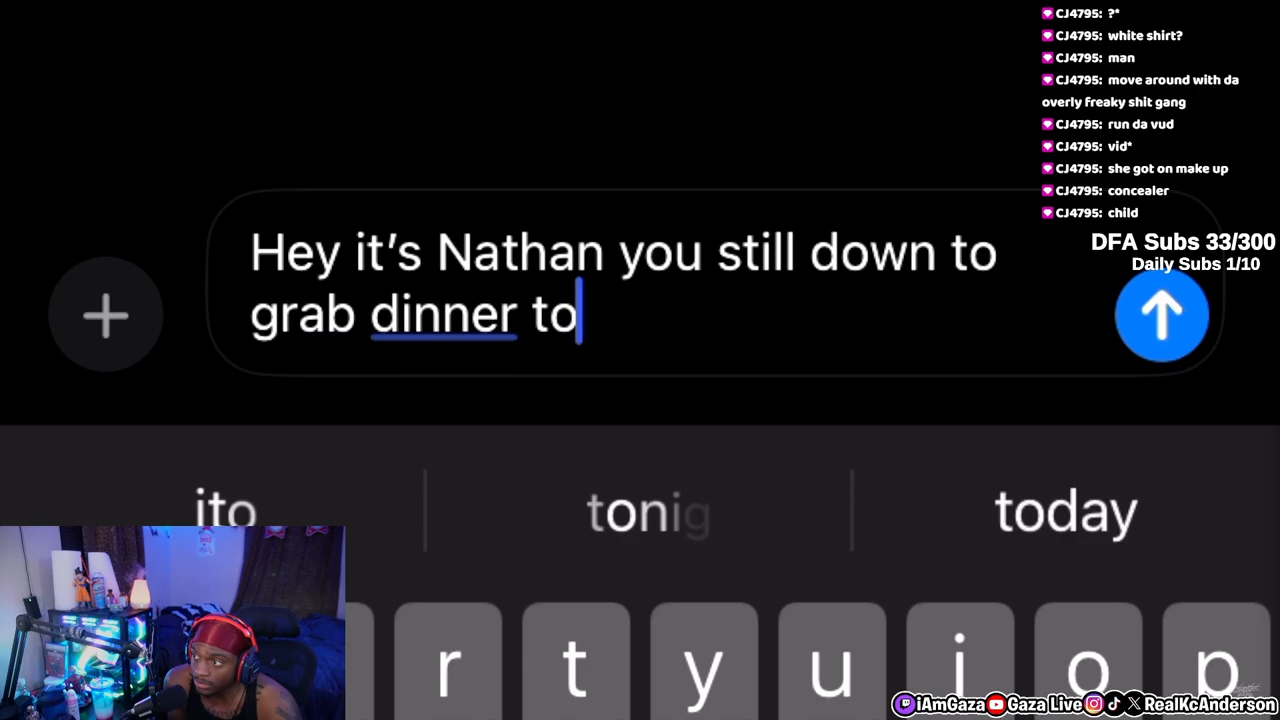 CJ4795: ?*
CJ4795: white shirt?
CJ4795: man
CJ4795: move around with da
overly freaky shit gang
CJ4795: run da vud
CJ4795: vid*
CJ4795: she got on make up
CJ4795: concealer
CJ4795: child
DFA Subs 33/300
Daily Subs 1/10
Hey it’s Nathan you still down to
grab dinner to
ito tonig today
r t y u i o p
iAmGaza Gaza Live RealKcAnderson